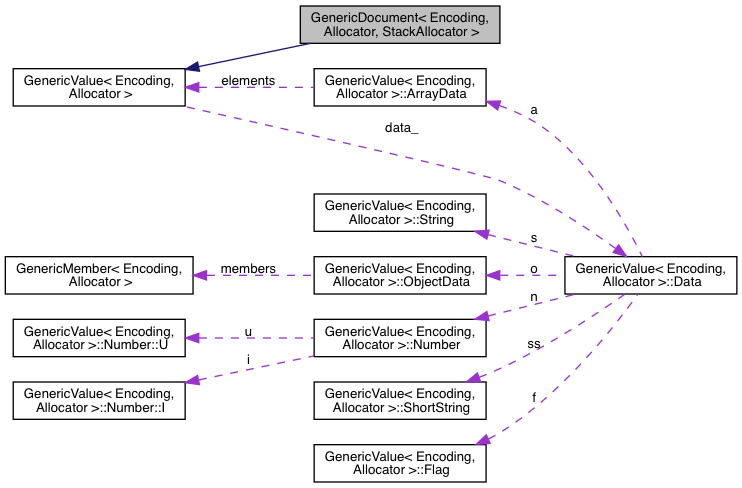 GenericDocument< Encoding,
Allocator, StackAllocator >
GenericValue< Encoding,
Allocator >
elements
GenericValue< Encoding,
Allocator >::ArrayData
a
data_
GenericValue< Encoding,
Allocator >::String
s
GenericMember< Encoding,
Allocator >
members
GenericValue< Encoding,
Allocator >::ObjectData
o
GenericValue< Encoding,
Allocator >::Data
n
GenericValue< Encoding,
Allocator >::Number::U
u
GenericValue< Encoding,
Allocator >::Number
ss
i
GenericValue< Encoding,
Allocator >::Number::I
GenericValue< Encoding,
Allocator >::ShortString
f
GenericValue< Encoding,
Allocator >::Flag